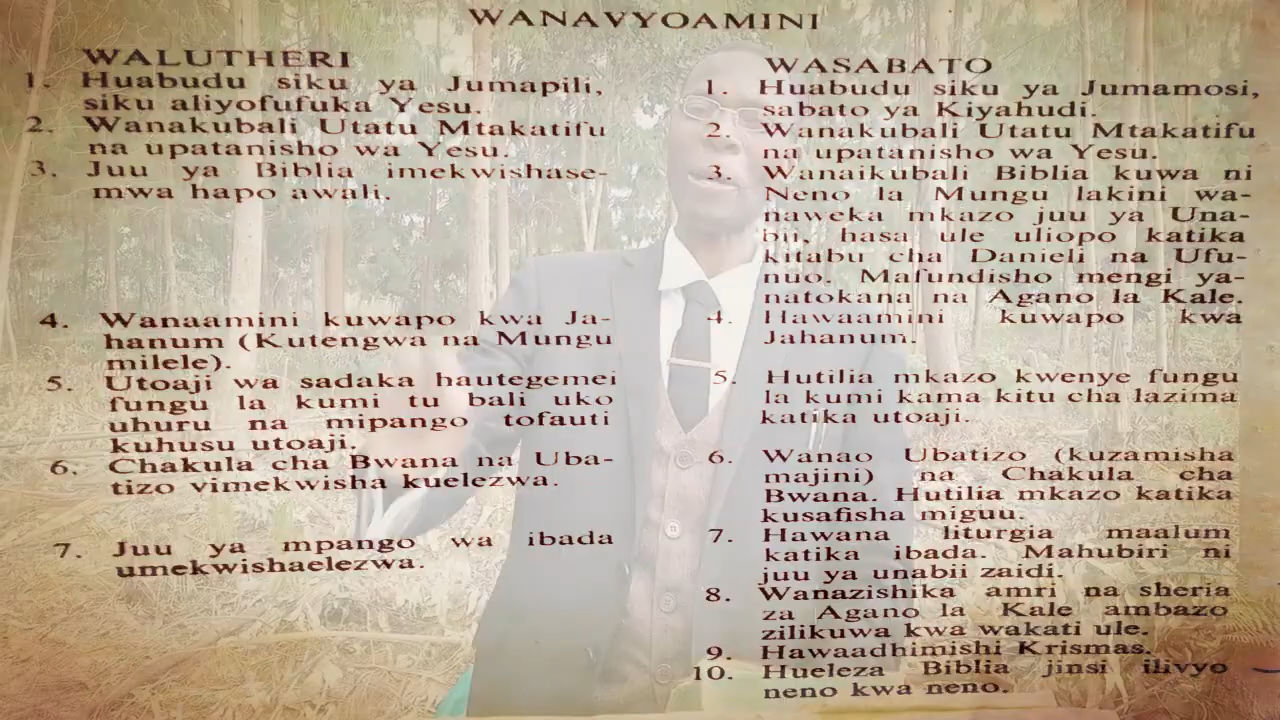 WANAVYOAMINI
WALUTHERI
1. Huabudu siku ya Jumapili,
siku aliyofufuka Yesu.
2. Wanakubali Utatu Mtakatifu
na upatanisho wa Yesu.
3. Juu ya Biblia imekwishase-
mwa hapo awali.
4. Wanaamini kuwapo kwa Ja-
hanum (Kutengwa na Mungu
milele).
5. Utoaji wa sadaka hautegemei
fungu la kumi tu bali uko
uhuru na mipango tofauti
kuhusu utoaji.
6. Chakula cha Bwana na Uba-
tizo vimekwisha kuelezwa.
7. Juu ya mpango wa ibada
umekwishaelezwa.
WASABATO
1. Huabudu siku ya Jumamosi,
sabato ya Kiyahudi.
2. Wanakubali Utatu Mtakatifu
na upatanisho wa Yesu.
3. Wanaikubali Biblia kuwa ni
Neno la Mungu lakini wa-
naweka mkazo juu ya Una-
bii, hasa ule uliopo katika
kitabu cha Danieli na Ufu-
nuo. Mafundisho mengi ya-
natokana na Agano la Kale.
4. Hawaamini kuwapo kwa
Jahanum.
5. Hutilia mkazo kwenye fungu
la kumi kama kitu cha lazima
katika utoaji.
6. Wanao Ubatizo (kuzamisha
majini) na Chakula cha
Bwana. Hutilia mkazo katika
kusafisha miguu.
7. Hawana liturgia maalum
katika ibada. Mahubiri ni
juu ya unabii zaidi.
8. Wanazishika amri na sheria
za Agano la Kale ambazo
zilikuwa kwa wakati ule.
9. Hawaadhimishi Krismas.
10. Hueleza Biblia jinsi ilivyo
neno kwa neno.